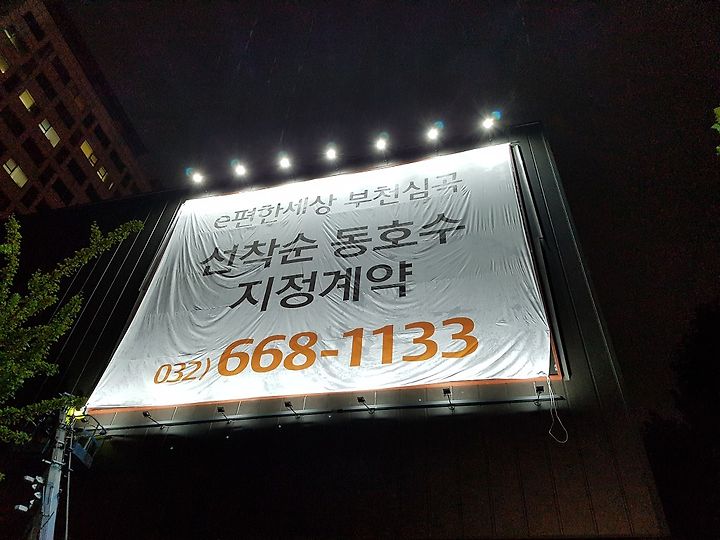 e편한세상 부천심곡
선착순 동호수
지정계약
032) 668-1133